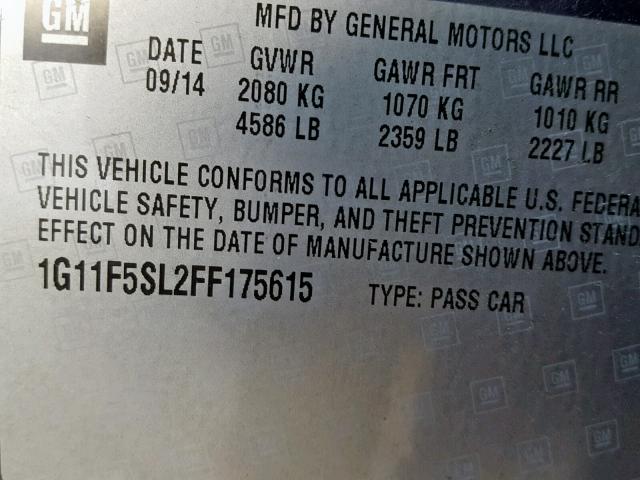 GM
MFD BY GENERAL MOTORS LLC
DATE GVWR GAWR FRT GAWR RR
09/14 2080 KG 1070 KG 1010 KG
4586 LB 2359 LB 2227 LB
THIS VEHICLE CONFORMS TO ALL APPLICABLE U.S. FEDERA
VEHICLE SAFETY, BUMPER, AND THEFT PREVENTION STAND
EFFECT ON THE DATE OF MANUFACTURE SHOWN ABOVE.
1G11F5SL2FF175615 TYPE: PASS CAR